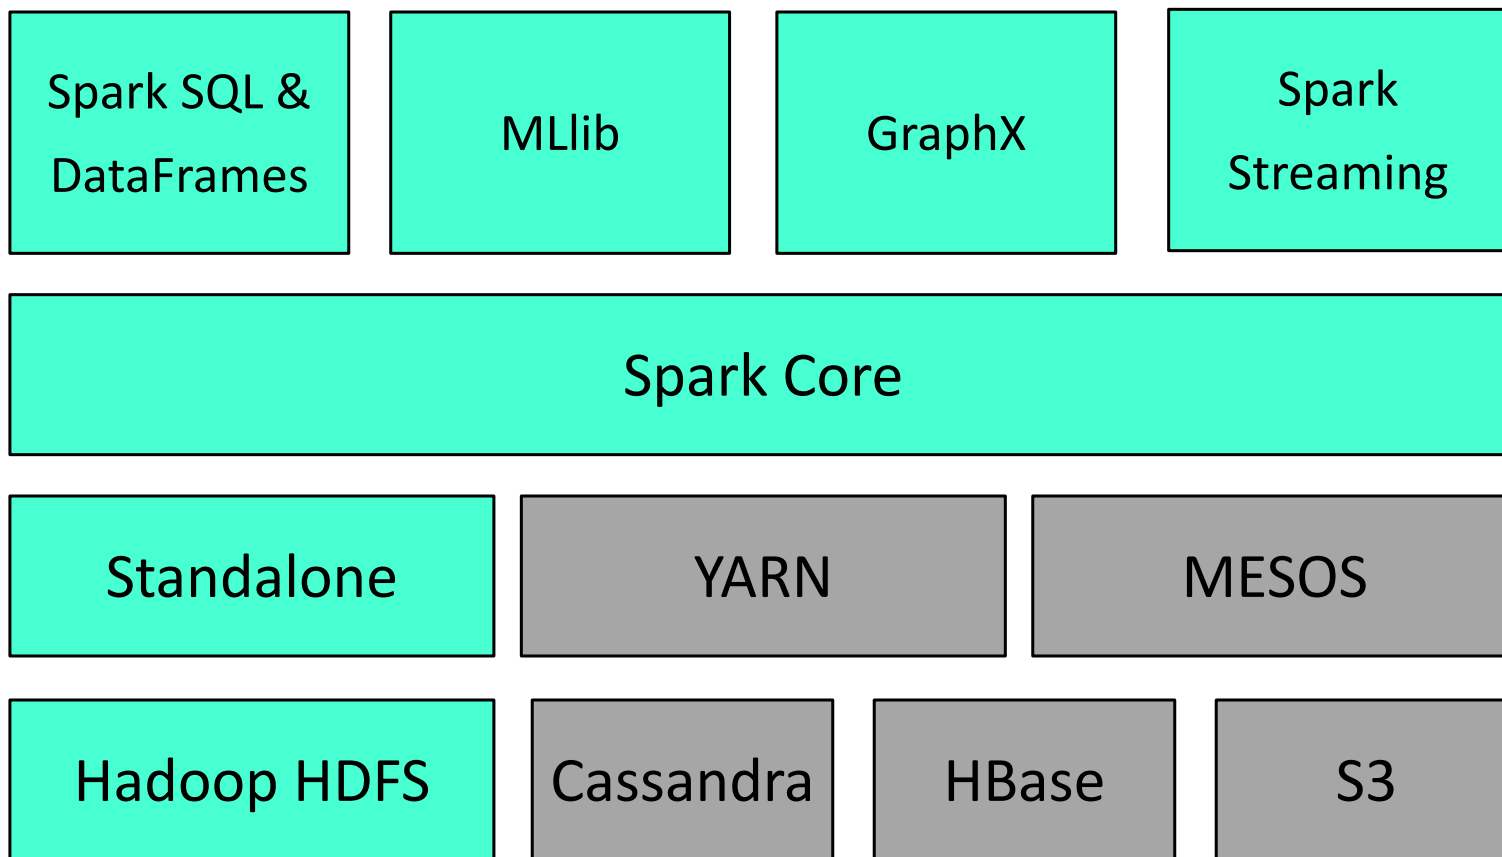 Spark SQL &
DataFrames
MLlib
GraphX
Spark
Streaming
Spark Core
Standalone
YARN
MESOS
Hadoop HDFS
Cassandra
HBase
S3